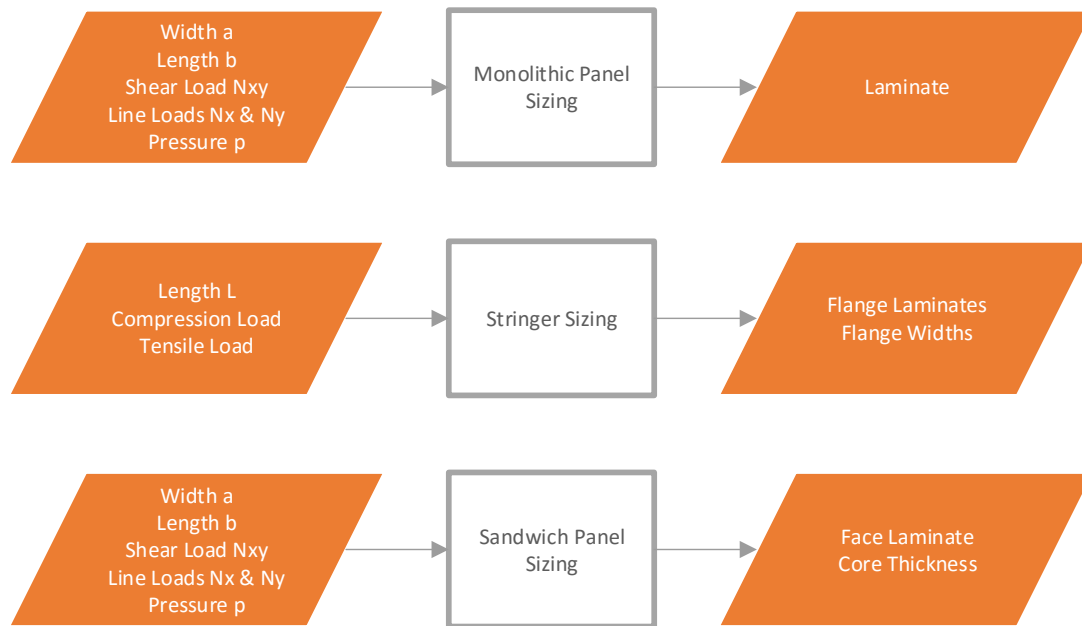 Width a
Length b
Shear Load Nxy
Line Loads Nx & Ny
Pressure p
Monolithic Panel
Sizing
Laminate
Length L
Compression Load
Tensile Load
Stringer Sizing
Flange Laminates
Flange Widths
Width a
Length b
Shear Load Nxy
Line Loads Nx & Ny
Pressure p
Sandwich Panel
Sizing
Face Laminate
Core Thickness